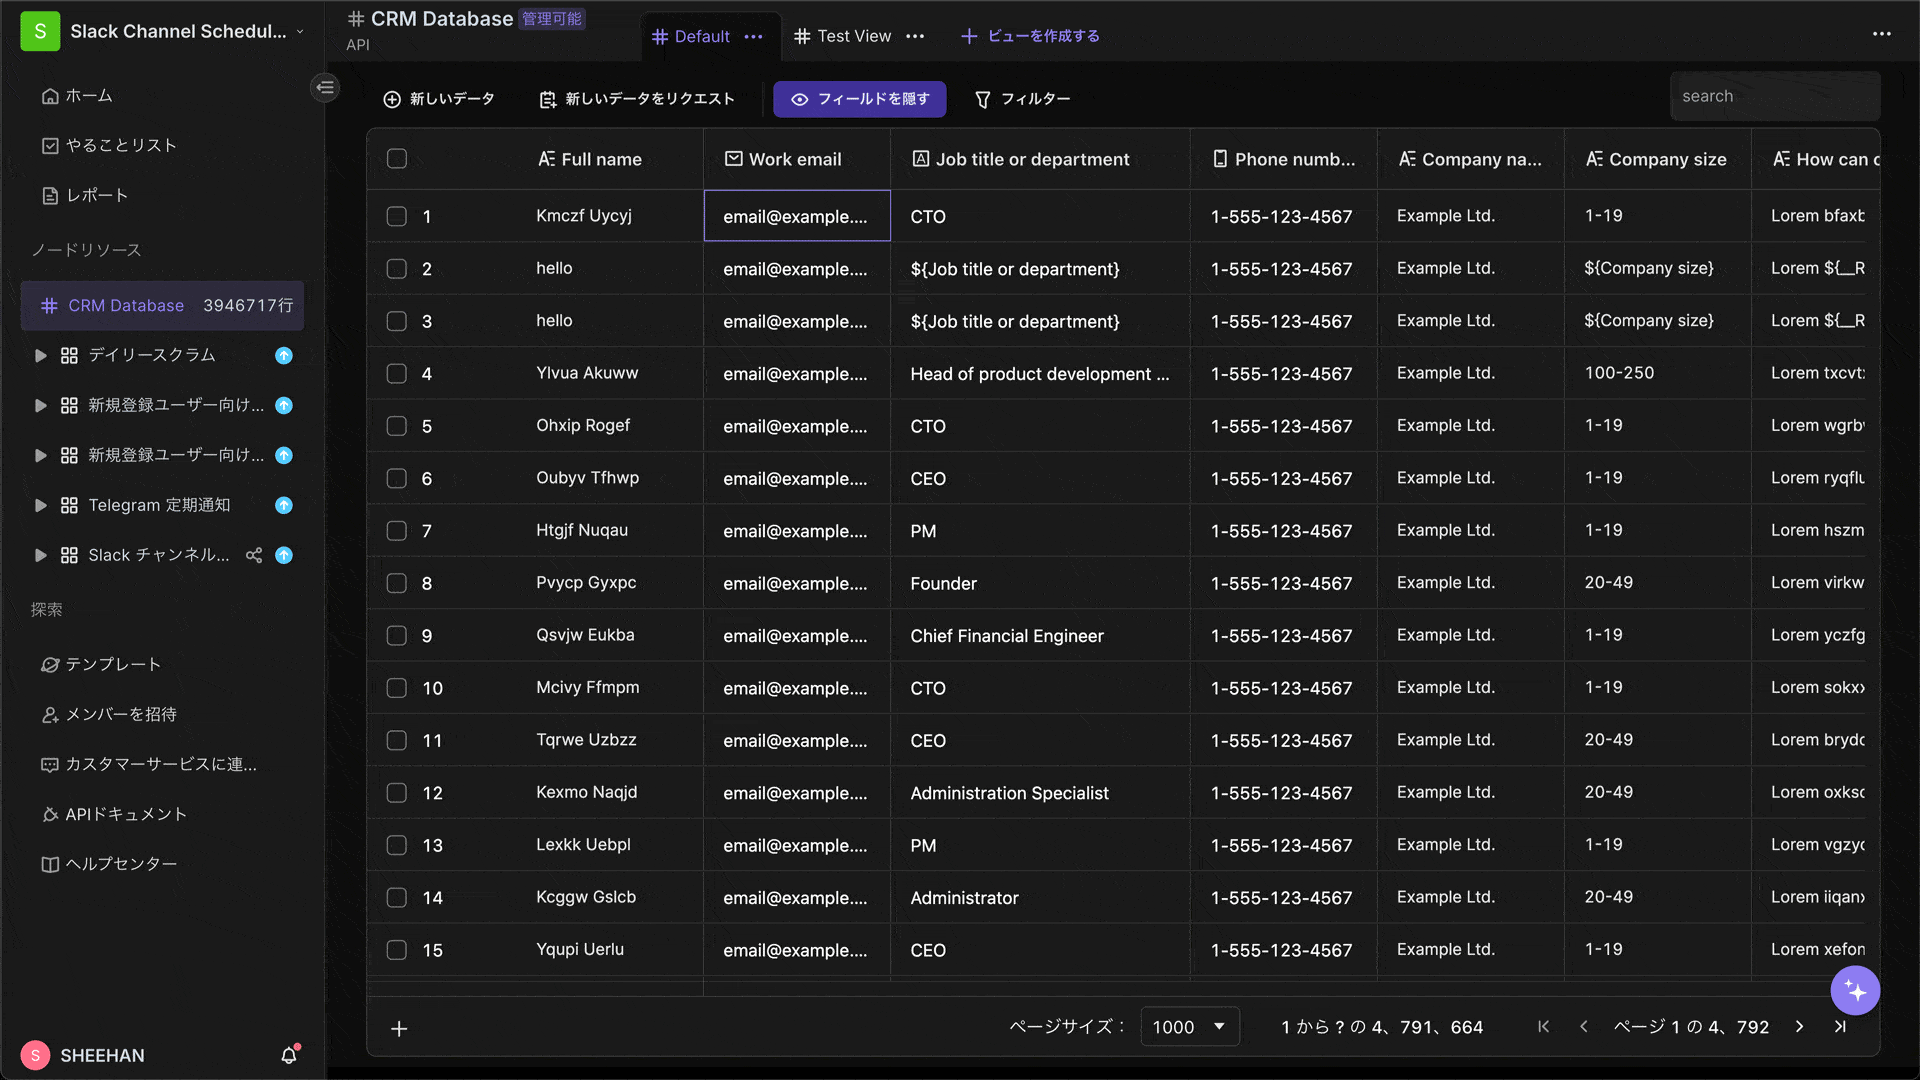 S Slack Channel Schedul...
ホーム
やることリスト
レポート
ノードリソース
CRM Database 3946717行
デイリースクラム
新規登録ユーザー向け...
新規登録ユーザー向け...
Telegram 定期通知
Slack チャンネル...
探索
テンプレート
メンバーを招待
カスタマーサービスに連...
APIドキュメント
ヘルプセンター
S SHEEHAN
CRM Database 管理可能
API
Default
Test View
ビューを作成する
新しいデータ
新しいデータをリクエスト
フィールドを隠す
フィルター
search
Full name Work email Job title or department Phone numb... Company na... Company size How can
1 Kmczf Uycyj email@example.... CTO 1-555-123-4567 Example Ltd. 1-19 Lorem bfaxb
2 hello email@example.... ${Job title or department} 1-555-123-4567 Example Ltd. ${Company size} Lorem ${__R
3 hello email@example.... ${Job title or department} 1-555-123-4567 Example Ltd. ${Company size} Lorem ${__R
4 Ylvua Akuww email@example.... Head of product development ... 1-555-123-4567 Example Ltd. 100-250 Lorem txcvt
5 Ohxip Rogef email@example.... CTO 1-555-123-4567 Example Ltd. 1-19 Lorem wgrb
6 Oubyv Tfhwp email@example.... CEO 1-555-123-4567 Example Ltd. 1-19 Lorem ryqfl
7 Htgjf Nuqau email@example.... PM 1-555-123-4567 Example Ltd. 1-19 Lorem hszm
8 Pvycp Gyxpc email@example.... Founder 1-555-123-4567 Example Ltd. 20-49 Lorem virkw
9 Qsvjw Eukba email@example.... Chief Financial Engineer 1-555-123-4567 Example Ltd. 1-19 Lorem yczfg
10 Mcivy Ffmpm email@example.... CTO 1-555-123-4567 Example Ltd. 1-19 Lorem sokx
11 Tqrwe Uzbzz email@example.... CEO 1-555-123-4567 Example Ltd. 20-49 Lorem bryd
12 Kexmo Naqjd email@example.... Administration Specialist 1-555-123-4567 Example Ltd. 20-49 Lorem oxks
13 Lexkk Uebpl email@example.... PM 1-555-123-4567 Example Ltd. 1-19 Lorem vgzy
14 Kcggw Gslcb email@example.... Administrator 1-555-123-4567 Example Ltd. 20-49 Lorem iiqan
15 Yqupi Uerlu email@example.... CEO 1-555-123-4567 Example Ltd. 1-19 Lorem xefon
ページサイズ： 1000 1 から ? の 4、791、664 ページ 1 の 4、792